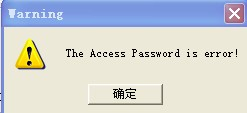 Warning
The Access Password is error!
确定